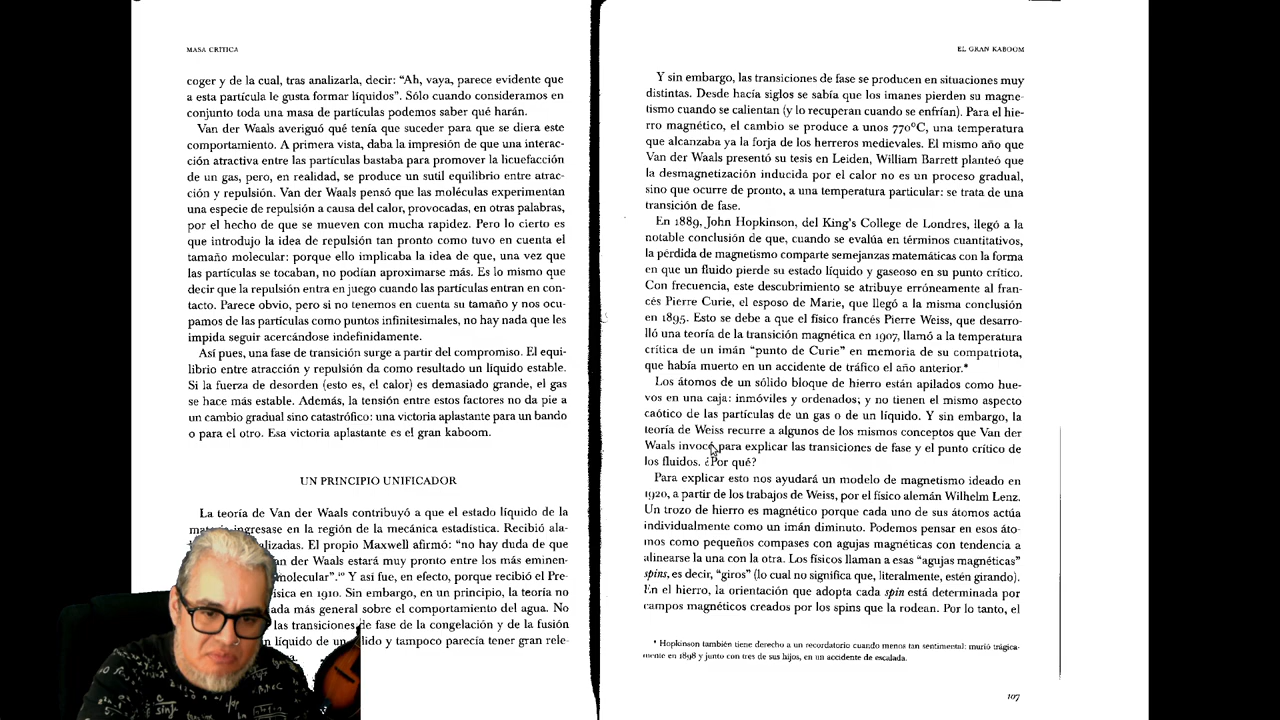 MASA CRÍTICA
coger y de la cual, tras analizarla, decir: “Ah, vaya, parece evidente que
a esta partícula le gusta formar líquidos”. Sólo cuando consideramos en
conjunto toda una masa de partículas podemos saber qué harán.
Van der Waals averiguó qué tenía que suceder para que se diera este
comportamiento. A primera vista, daba la impresión de que una interac-
ción atractiva entre las partículas bastaba para promover la licuefacción
de un gas, pero, en realidad, se produce un sutil equilibrio entre atrac-
ción y repulsión. Van der Waals pensó que las moléculas experimentan
una especie de repulsión a causa del calor, provocadas, en otras palabras,
por el hecho de que se mueven con mucha rapidez. Pero lo cierto es
que introdujo la idea de repulsión tan pronto como tuvo en cuenta el
tamaño molecular: porque ello implicaba la idea de que, una vez que
las partículas se tocaban, no podían aproximarse más. Es lo mismo que
decir que la repulsión entra en juego cuando las partículas entran en con-
tacto. Parece obvio, pero si no tenemos en cuenta su tamaño y nos ocu-
pamos de las partículas como puntos infinitesimales, no hay nada que les
impida seguir acercándose indefinidamente.
Así pues, una fase de transición surge a partir del compromiso. El equi-
librio entre atracción y repulsión da como resultado un líquido estable.
Si la fuerza de desorden (esto es, el calor) es demasiado grande, el gas
se hace más estable. Además, la tensión entre estos factores no da pie a
un cambio gradual sino catastrófico: una victoria aplastante para un bando
o para el otro. Esa victoria aplastante es el gran kaboom.
UN PRINCIPIO UNIFICADOR
La teoría de Van der Waals contribuyó a que el estado líquido de la
ingresase en la región de la mecánica estadística. Recibió ala-
El propio Maxwell afirmó: “no hay duda de que
Van der Waals estará muy pronto entre los más eminen-
molecular”.¹⁰ Y así fue, en efecto, porque recibió el Pre-
en 1910. Sin embargo, en un principio, la teoría no
más general sobre el comportamiento del agua. No
las transiciones de fase de la congelación y de la fusión
líquido de un y tampoco parecía tener gran rele-
EL GRAN KABOOM
Y sin embargo, las transiciones de fase se producen en situaciones muy
distintas. Desde hacía siglos se sabía que los imanes pierden su magne-
tismo cuando se calientan (y lo recuperan cuando se enfrían). Para el hie-
rro magnético, el cambio se produce a unos 770°C, una temperatura
que alcanzaba ya la forja de los herreros medievales. El mismo año que
Van der Waals presentó su tesis en Leiden, William Barrett planteó que
la desmagnetización inducida por el calor no es un proceso gradual,
sino que ocurre de pronto, a una temperatura particular: se trata de una
transición de fase.
En 1889, John Hopkinson, del King’s College de Londres, llegó a la
notable conclusión de que, cuando se evalúa en términos cuantitativos,
la pérdida de magnetismo comparte semejanzas matemáticas con la forma
en que un fluido pierde su estado líquido y gaseoso en su punto crítico.
Con frecuencia, este descubrimiento se atribuye erróneamente al fran-
cés Pierre Curie, el esposo de Marie, que llegó a la misma conclusión
en 1895. Esto se debe a que el físico francés Pierre Weiss, que desarro-
lló una teoría de la transición magnética en 1907, llamó a la temperatura
crítica de un imán “punto de Curie” en memoria de su compatriota,
que había muerto en un accidente de tráfico el año anterior.*
Los átomos de un sólido bloque de hierro están apilados como hue-
vos en una caja: inmóviles y ordenados; y no tienen el mismo aspecto
caótico de las partículas de un gas o de un líquido. Y sin embargo, la
teoría de Weiss recurre a algunos de los mismos conceptos que Van der
Waals invocó para explicar las transiciones de fase y el punto crítico de
los fluidos. ¿Por qué?
Para explicar esto nos ayudará un modelo de magnetismo ideado en
1920, a partir de los trabajos de Weiss, por el físico alemán Wilhelm Lenz.
Un trozo de hierro es magnético porque cada uno de sus átomos actúa
individualmente como un imán diminuto. Podemos pensar en esos áto-
mos como pequeños compases con agujas magnéticas con tendencia a
alinearse la una con la otra. Los físicos llaman a esas “agujas magnéticas”
spins, es decir, “giros” (lo cual no significa que, literalmente, estén girando).
En el hierro, la orientación que adopta cada spin está determinada por
campos magnéticos creados por los spins que la rodean. Por lo tanto, el
* Hopkinson también tiene derecho a un recordatorio cuando menos tan sentimental: murió trágica-
mente en 1898 y junto con tres de sus hijos, en un accidente de escalada.
107